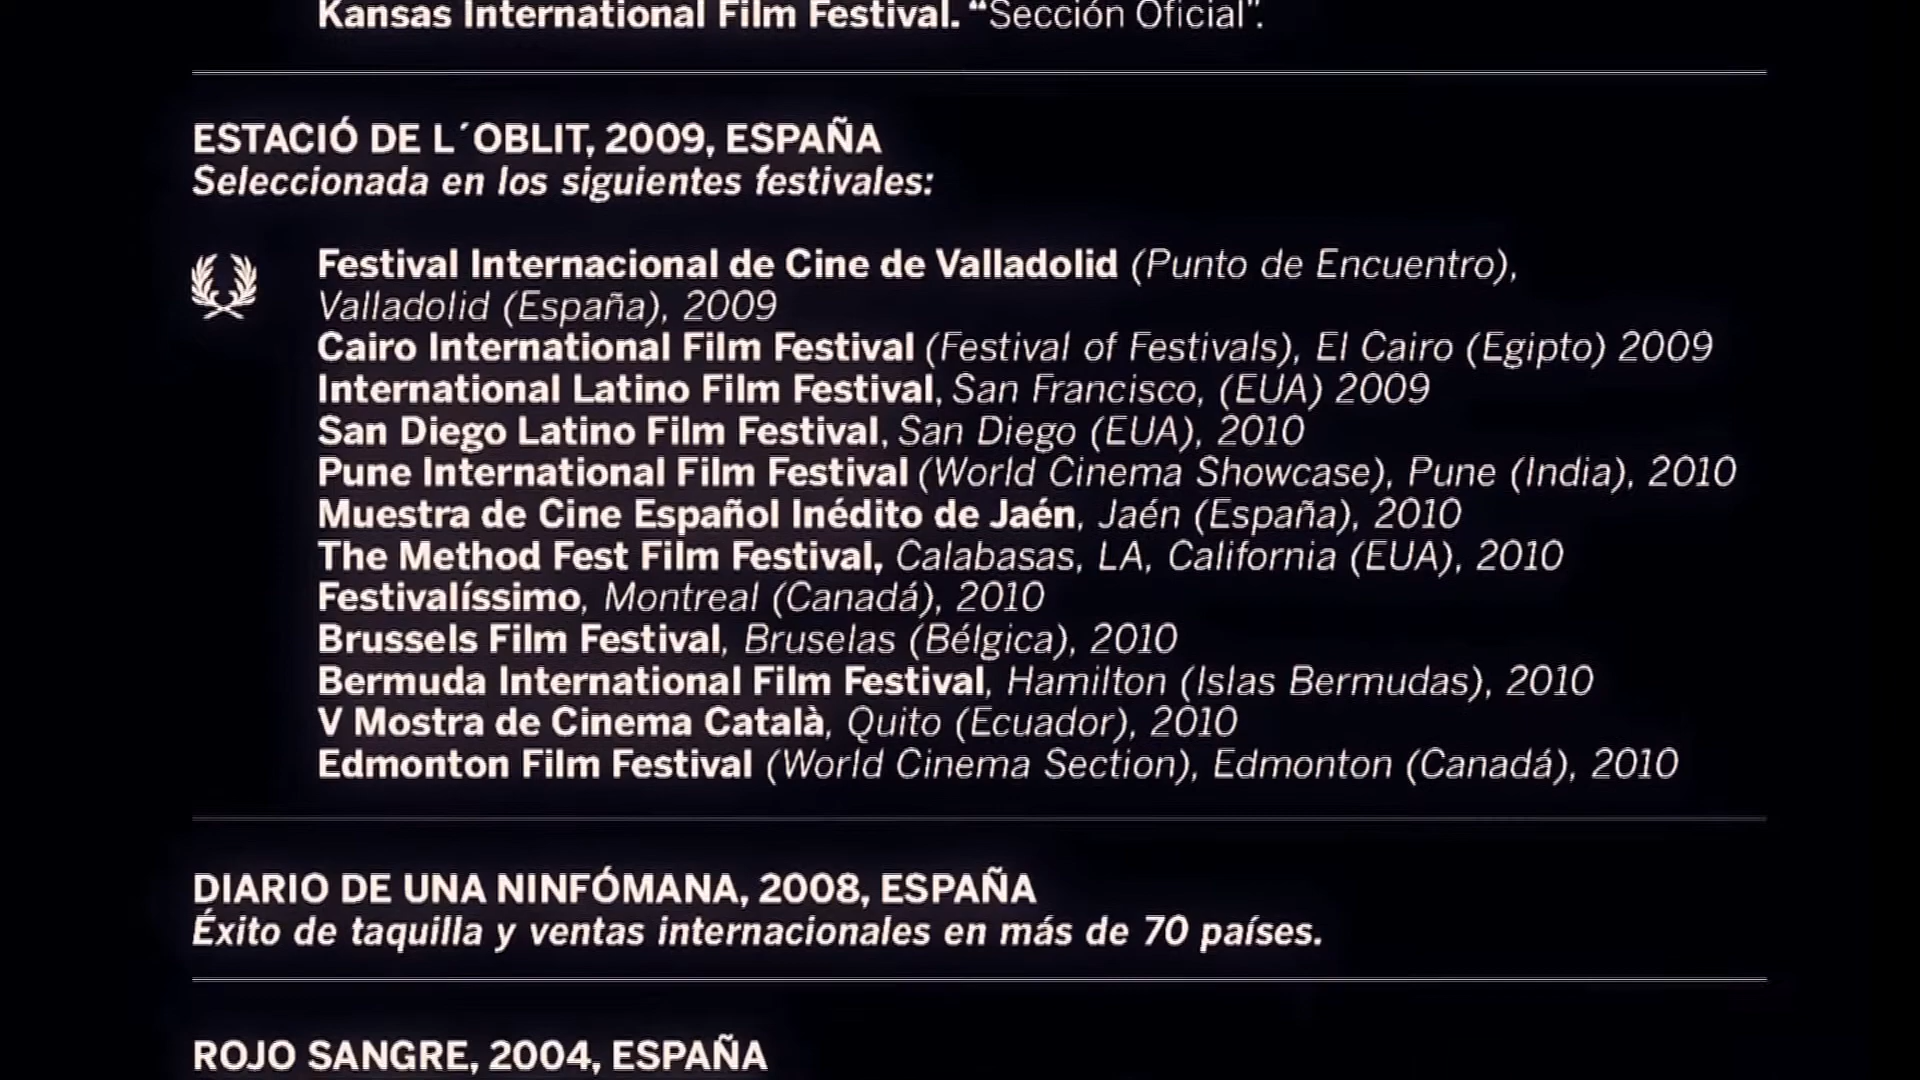 Kansas International Film Festival. “Sección Oficial”.
ESTACIÓ DE L´OBLIT, 2009, ESPAÑA
Seleccionada en los siguientes festivales:
Festival Internacional de Cine de Valladolid (Punto de Encuentro),
Valladolid (España), 2009
Cairo International Film Festival (Festival of Festivals), El Cairo (Egipto) 2009
International Latino Film Festival, San Francisco, (EUA) 2009
San Diego Latino Film Festival, San Diego (EUA), 2010
Pune International Film Festival (World Cinema Showcase), Pune (India), 2010
Muestra de Cine Español Inédito de Jaén, Jaén (España), 2010
The Method Fest Film Festival, Calabasas, LA, California (EUA), 2010
Festivalíssimo, Montreal (Canadá), 2010
Brussels Film Festival, Bruselas (Bélgica), 2010
Bermuda International Film Festival, Hamilton (Islas Bermudas), 2010
V Mostra de Cinema Català, Quito (Ecuador), 2010
Edmonton Film Festival (World Cinema Section), Edmonton (Canadá), 2010
DIARIO DE UNA NINFÓMANA, 2008, ESPAÑA
Éxito de taquilla y ventas internacionales en más de 70 países.
ROJO SANGRE, 2004, ESPAÑA